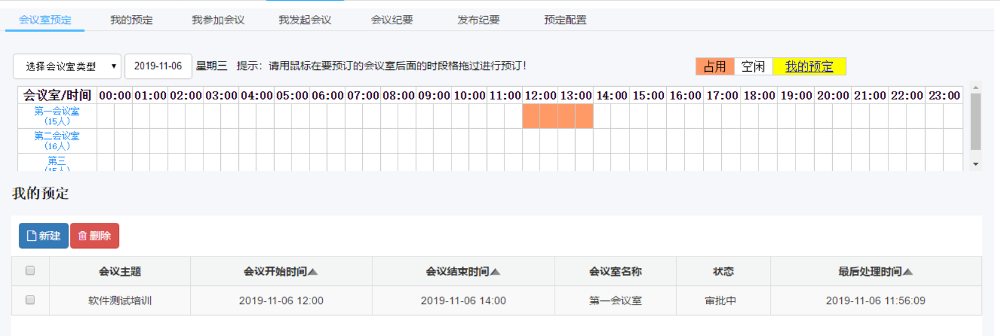 会议室预定 我的预定 我参加会议 我发起会议 会议纪要 发布纪要 预定配置
选择会议室类型 2019-11-06 星期三 提示：请用鼠标在要预订的会议室后面的时段格拖过进行预订！ 占用 空闲 我的预定
会议室/时间 00:00 01:00 02:00 03:00 04:00 05:00 06:00 07:00 08:00 09:00 10:00 11:00 12:00 13:00 14:00 15:00 16:00 17:00 18:00 19:00 20:00 21:00 22:00 23:00
第一会议室
（15人）
第二会议室
（16人）
第三
（15人）
我的预定
新建 删除
会议主题 会议开始时间 会议结束时间 会议室名称 状态 最后处理时间
软件测试培训 2019-11-06 12:00 2019-11-06 14:00 第一会议室 审批中 2019-11-06 11:56:09